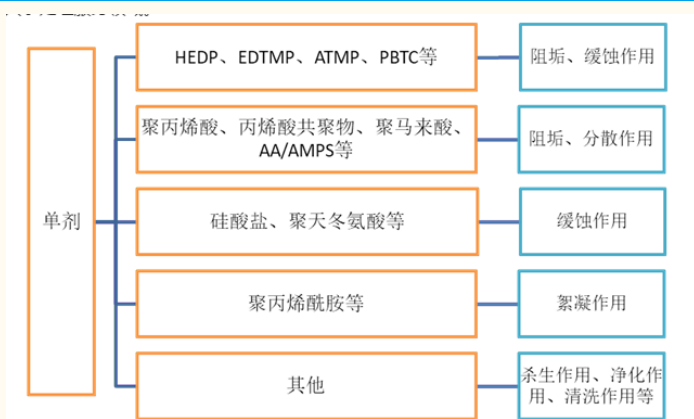 单剂
HEDP、EDTMP、ATMP、PBTC等
阻垢、缓蚀作用
聚丙烯酸、丙烯酸共聚物、聚马来酸、
AA/AMPS等
阻垢、分散作用
硅酸盐、聚天冬氨酸等
缓蚀作用
聚丙烯酰胺等
絮凝作用
其他
杀生作用、净化作
用、清洗作用等